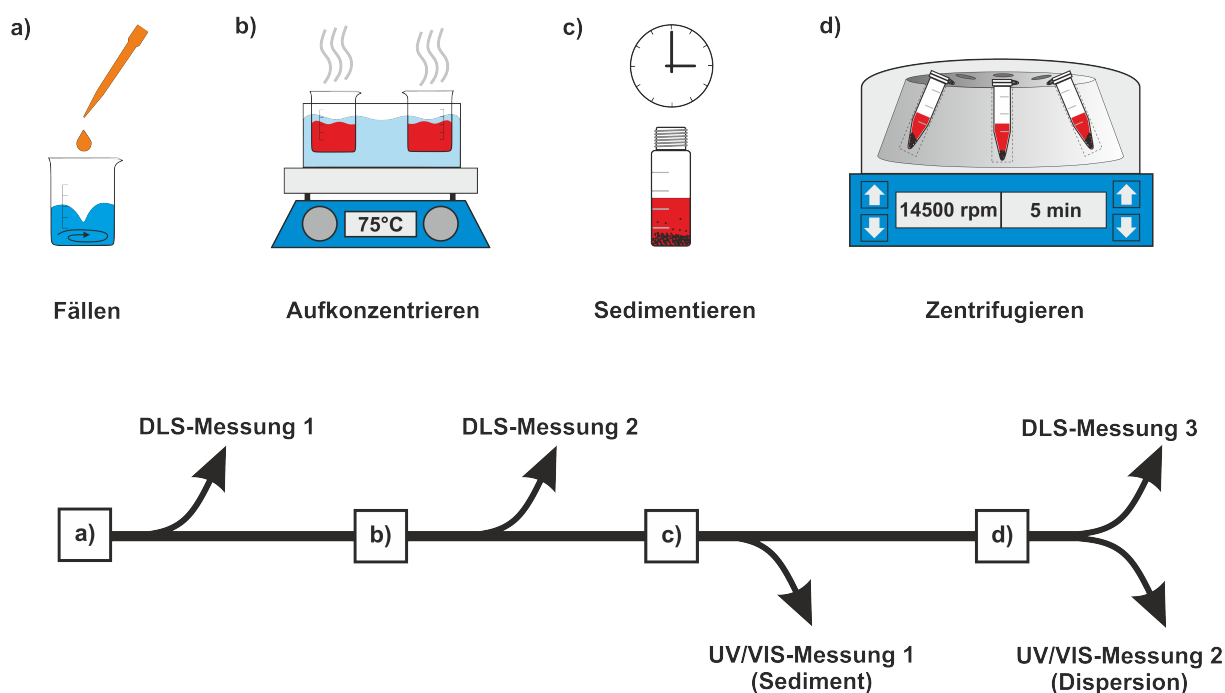 a)
b)
c)
d)
75°C
14500 rpm
5 min
Fällen
Aufkonzentrieren
Sedimentieren
Zentrifugieren
DLS-Messung 1
DLS-Messung 2
DLS-Messung 3
a)
b)
c)
d)
UV/VIS-Messung 1
(Sediment)
UV/VIS-Messung 2
(Dispersion)